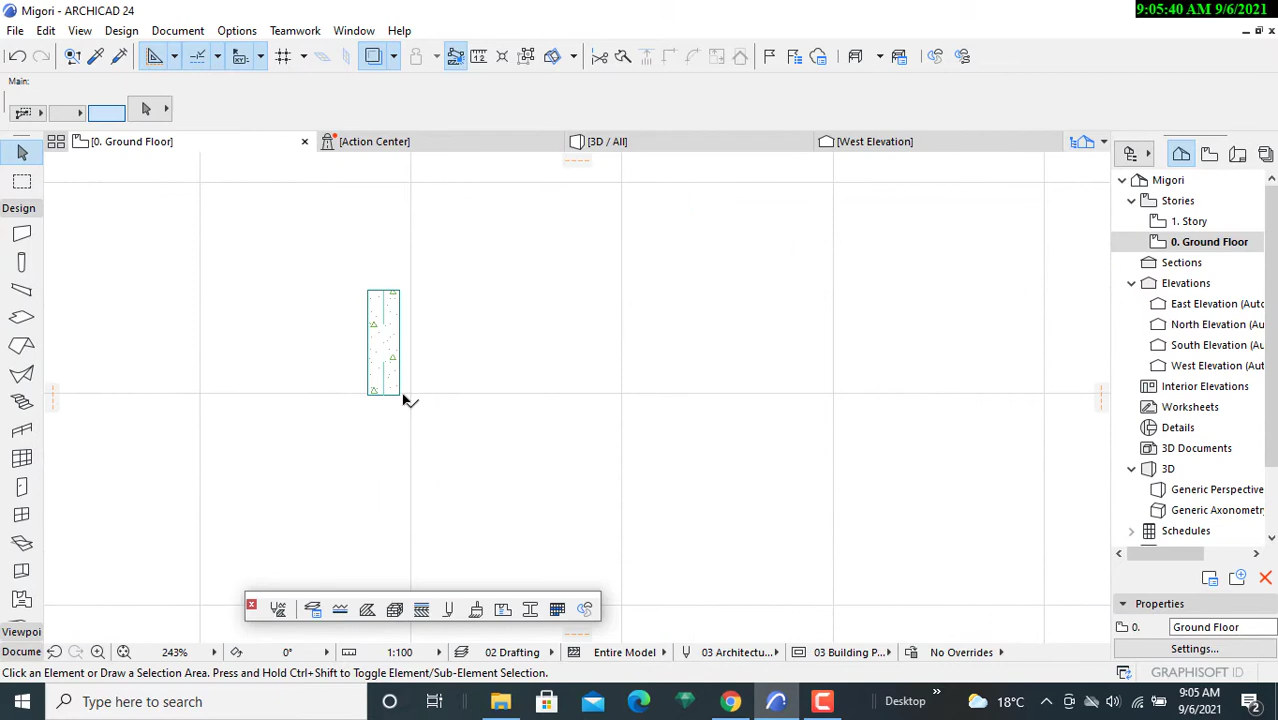 Migori - ARCHICAD 24
9:05:40 AM 9/6/2021
File Edit View Design Document Options Teamwork Window Help
Main:
[0. Ground Floor]
[Action Center]
[3D / All]
[West Elevation]
Design
Viewpoi
Docume
Migori
Stories
1. Story
0. Ground Floor
Sections
Elevations
East Elevation (Aut
North Elevation (Aut
South Elevation (Aut
West Elevation (Aut
Interior Elevations
Worksheets
Details
3D Documents
3D
Generic Perspective
Generic Axonometr
Schedules
Properties
0. Ground Floor
Settings...
243% 0° 1:100 02 Drafting Entire Model 03 Architectu... 03 Building P... No Overrides
Click an Element or Draw a Selection Area. Press and Hold Ctrl+Shift to Toggle Element/Sub-Element Selection.
GRAPHISOFT ID
Type here to search
Desktop
18°C
9:05 AM
9/6/2021
2